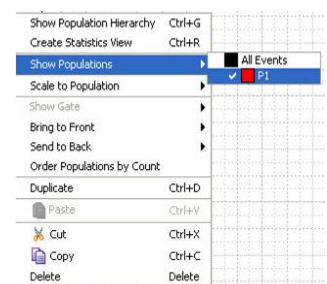 Show Population Hierarchy Ctrl+G
Create Statistics View Ctrl+R
Show Populations
All Events
P1
Scale to Population
Show Gate
Bring to Front
Send to Back
Order Populations by Count
Duplicate Ctrl+D
Paste Ctrl+V
Cut Ctrl+X
Copy Ctrl+C
Delete Delete